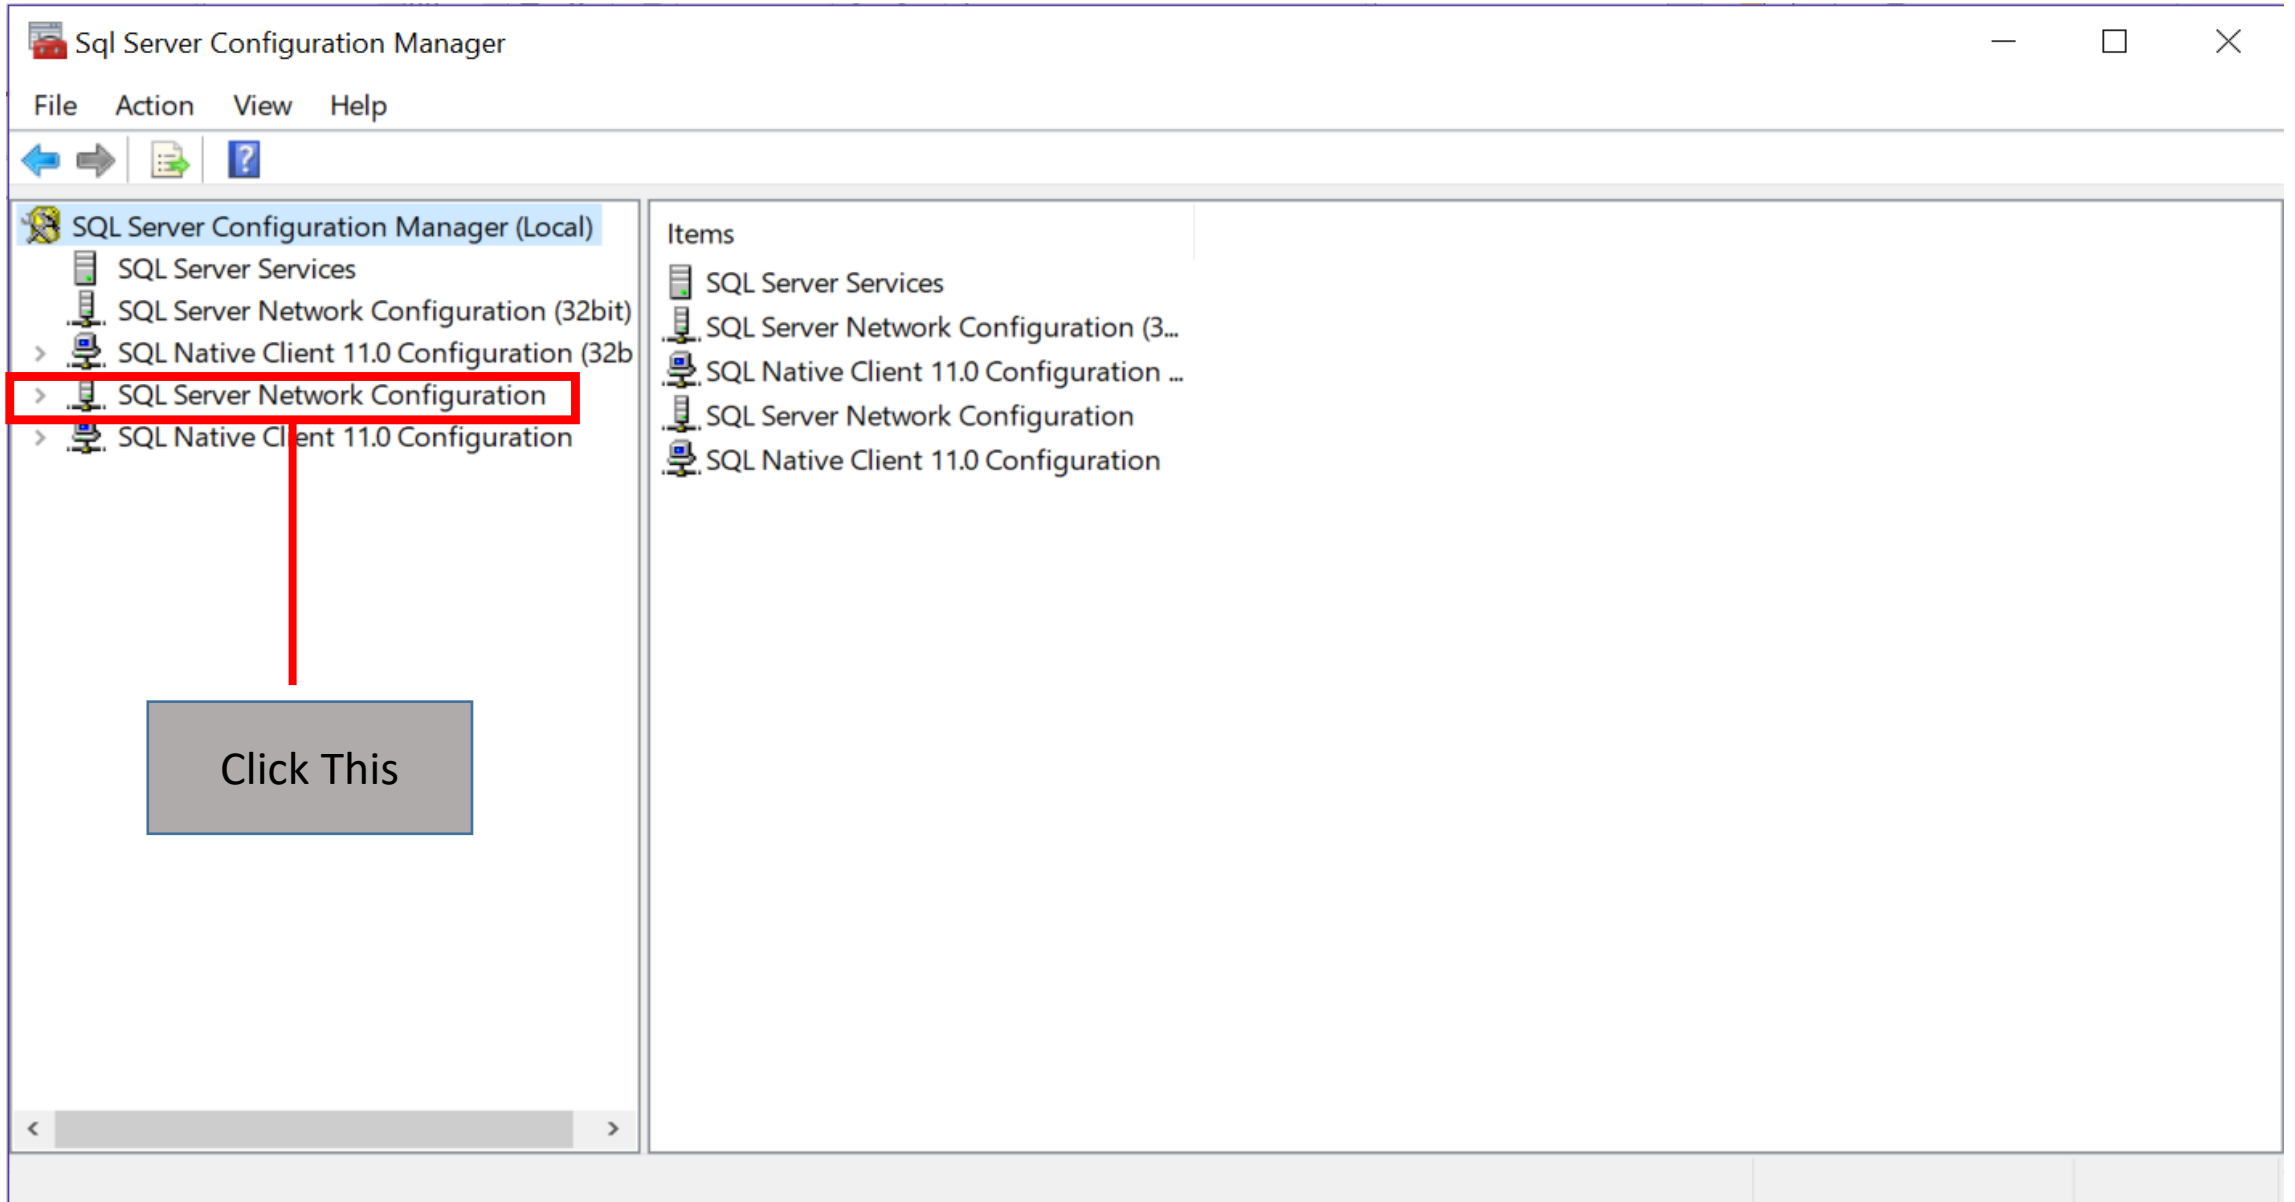 Sql Server Configuration Manager
File Action View Help
SQL Server Configuration Manager (Local)
SQL Server Services
SQL Server Network Configuration (32bit)
SQL Native Client 11.0 Configuration (32b
SQL Server Network Configuration
SQL Native Client 11.0 Configuration
Click This
Items
SQL Server Services
SQL Server Network Configuration (3...
SQL Native Client 11.0 Configuration ...
SQL Server Network Configuration
SQL Native Client 11.0 Configuration